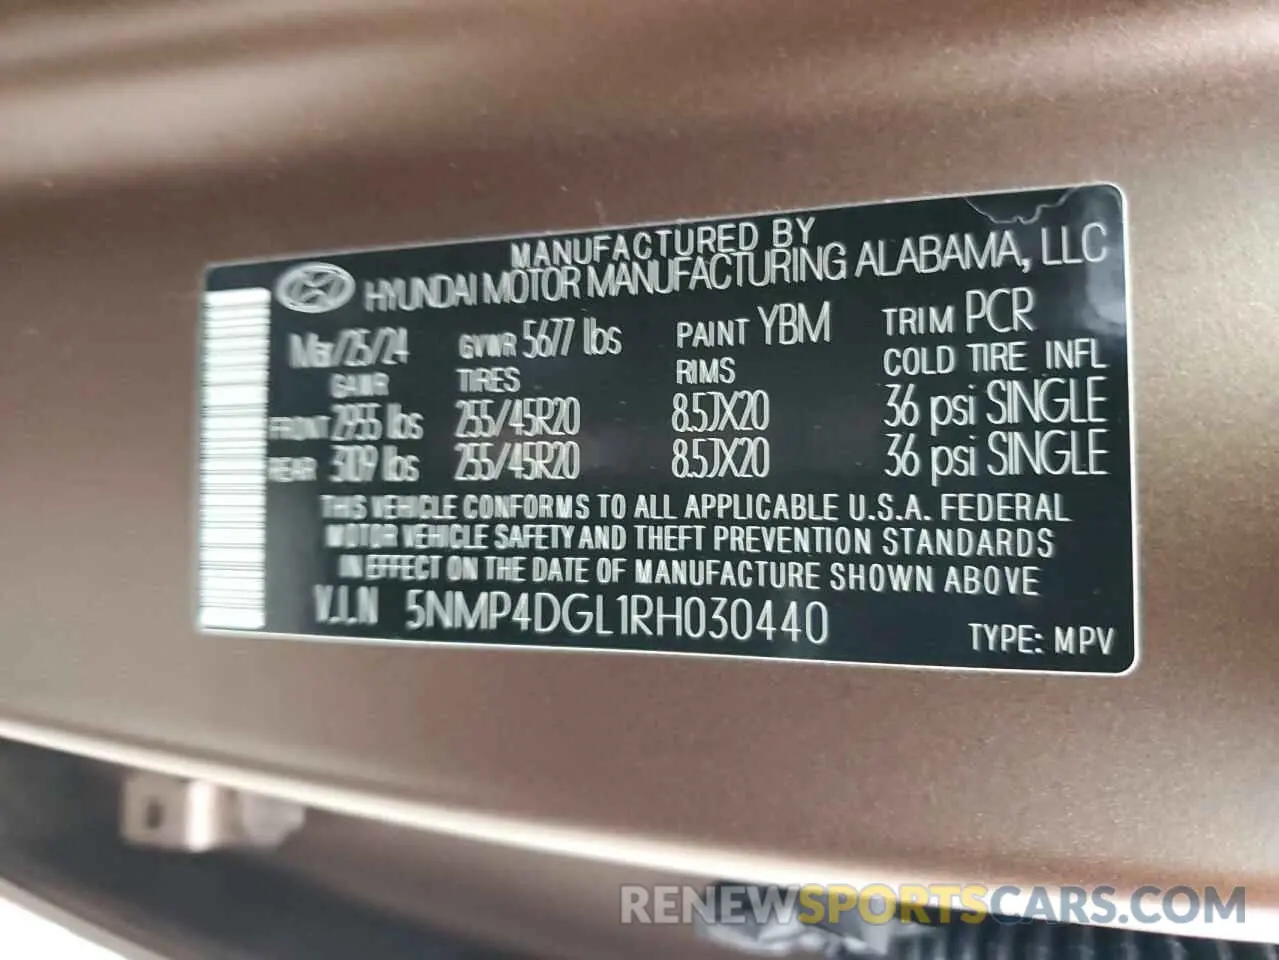 MANUFACTURED BY
HYUNDAI MOTOR MANUFACTURING ALABAMA, LLC
Mar/25/24 GVWR 5677 lbs PAINT YBM TRIM PCR
GAWR TIRES RIMS COLD TIRE INFL
FRONT 2955 lbs 255/45R20 8.5JX20 36 psi SINGLE
REAR 3109 lbs 255/45R20 8.5JX20 36 psi SINGLE
THIS VEHICLE CONFORMS TO ALL APPLICABLE U.S.A. FEDERAL
MOTOR VEHICLE SAFETY AND THEFT PREVENTION STANDARDS
IN EFFECT ON THE DATE OF MANUFACTURE SHOWN ABOVE
V.I.N 5NMP4DGL1RH030440
TYPE: MPV
RENEWSPORTSCARS.COM